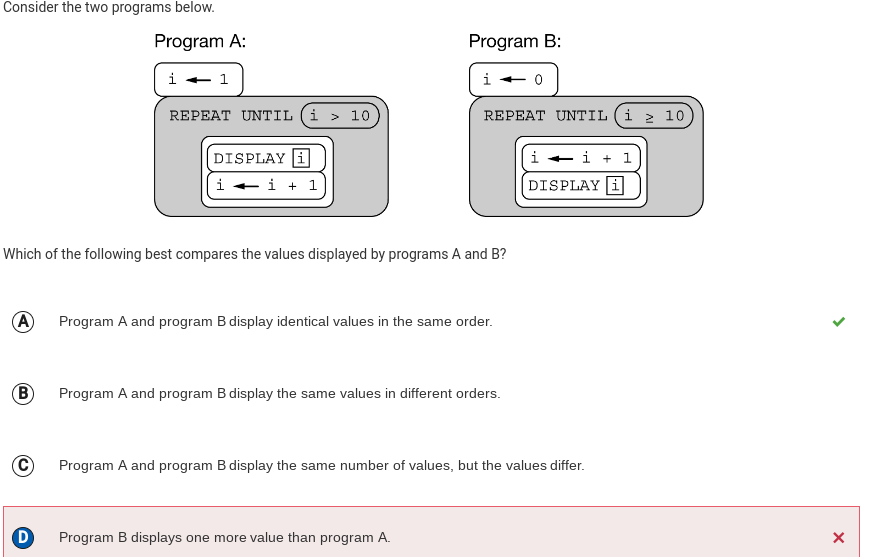 Consider the two programs below.
Program A:
Program B:
i ← 1
i ← 0
REPEAT UNTIL i > 10
REPEAT UNTIL i ≥ 10
DISPLAY i
i ← i + 1
i ← i + 1
DISPLAY i
Which of the following best compares the values displayed by programs A and B?
A Program A and program B display identical values in the same order.
B Program A and program B display the same values in different orders.
C Program A and program B display the same number of values, but the values differ.
D Program B displays one more value than program A.